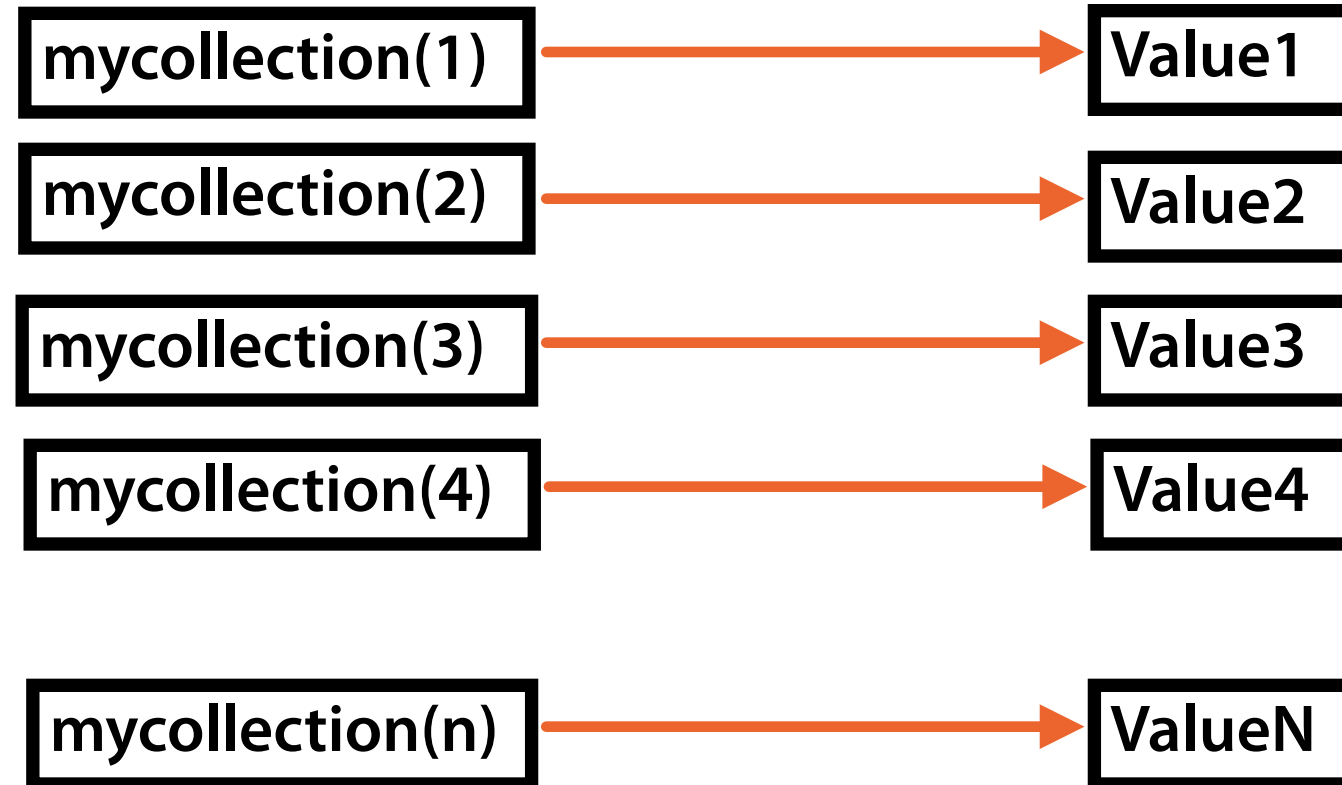 mycollection(1) Value1
mycollection(2) Value2
mycollection(3) Value3
mycollection(4) Value4
mycollection(n) ValueN